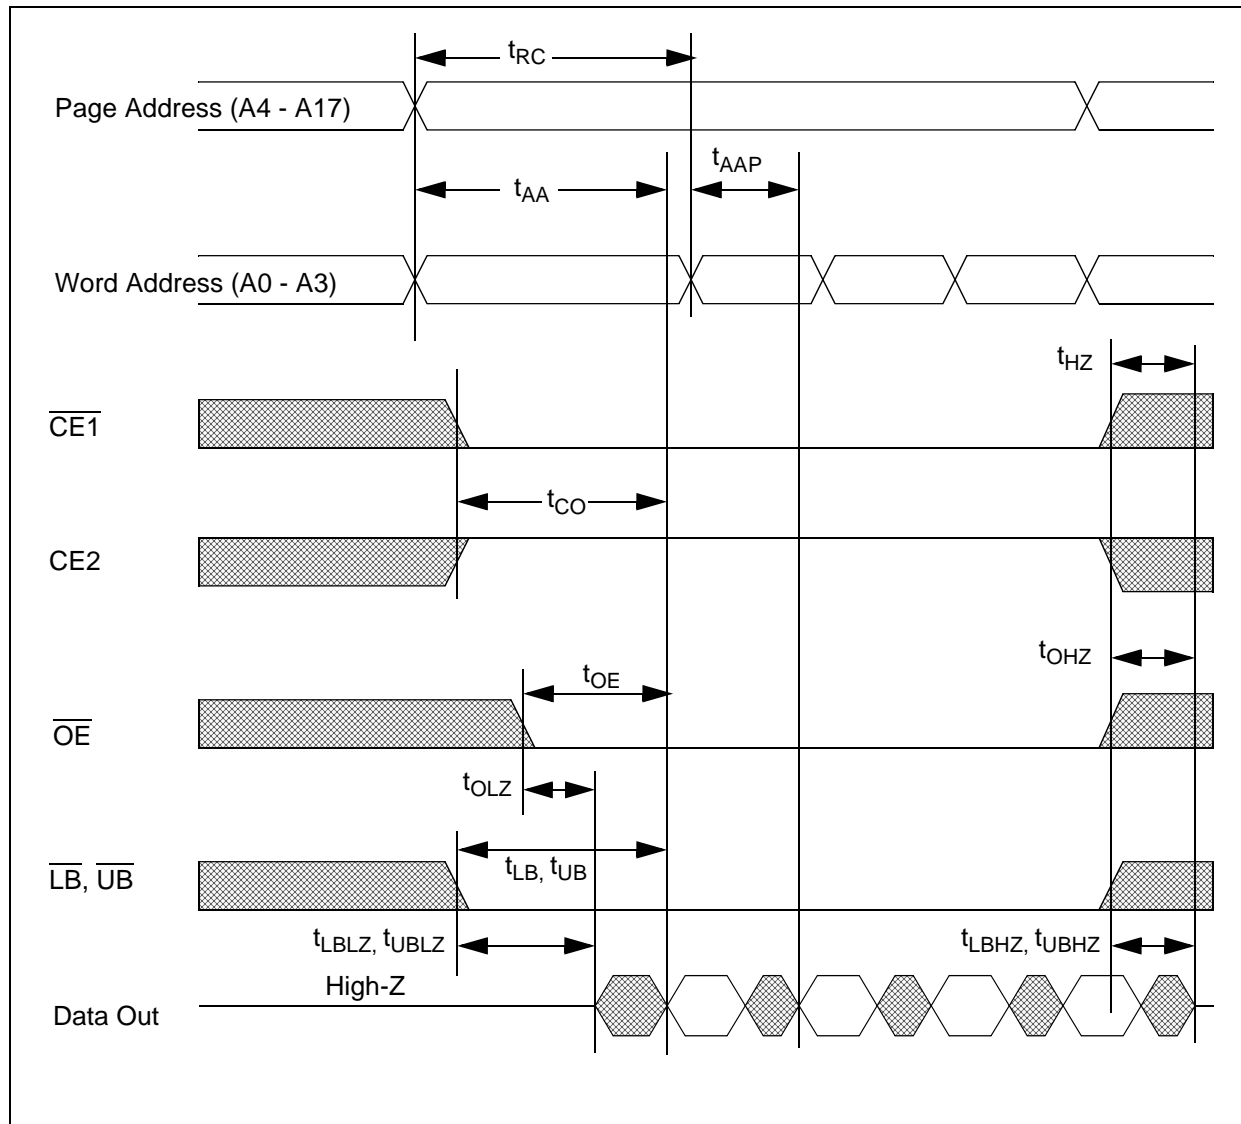 tRC
Page Address (A4 - A17)
tAAP
tAA
Word Address (A0 - A3)
tHZ
CE1
tCO
CE2
tOHZ
tOE
OE
tOLZ
LB, UB
tLB, tUB
tLBLZ, tUBLZ
tLBHZ, tUBHZ
High-Z
Data Out